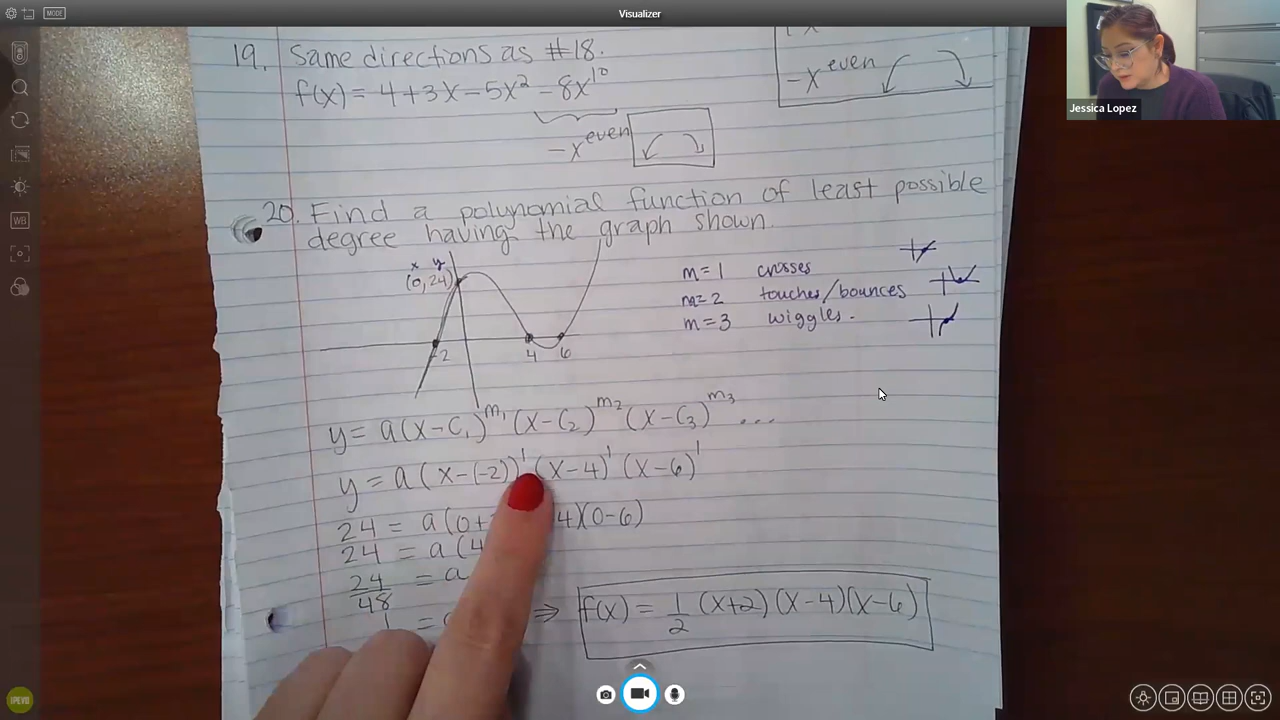 MODE
Visualizer
Jessica Lopez
19. Same directions as #18.
f(x) = 4+3x-5x² -8x¹⁰
-x^even
-x^even
20. Find a polynomial function of least possible
degree having the graph shown.
x y
(0,24)
-2 4 6
m=1 crosses
m=2 touches/bounces
m=3 wiggles.
y = a(x-c₁)^m₁ (x-c₂)^m₂ (x-c₃)^m₃ ...
y = a(x-(-2))¹(x-4)¹(x-6)¹
24 = a(0+ 4)(0-6)
24 = a(4
24/48 = a
1 =
⇒ f(x) = 1/2 (x+2)(x-4)(x-6)
WB
IPEVO